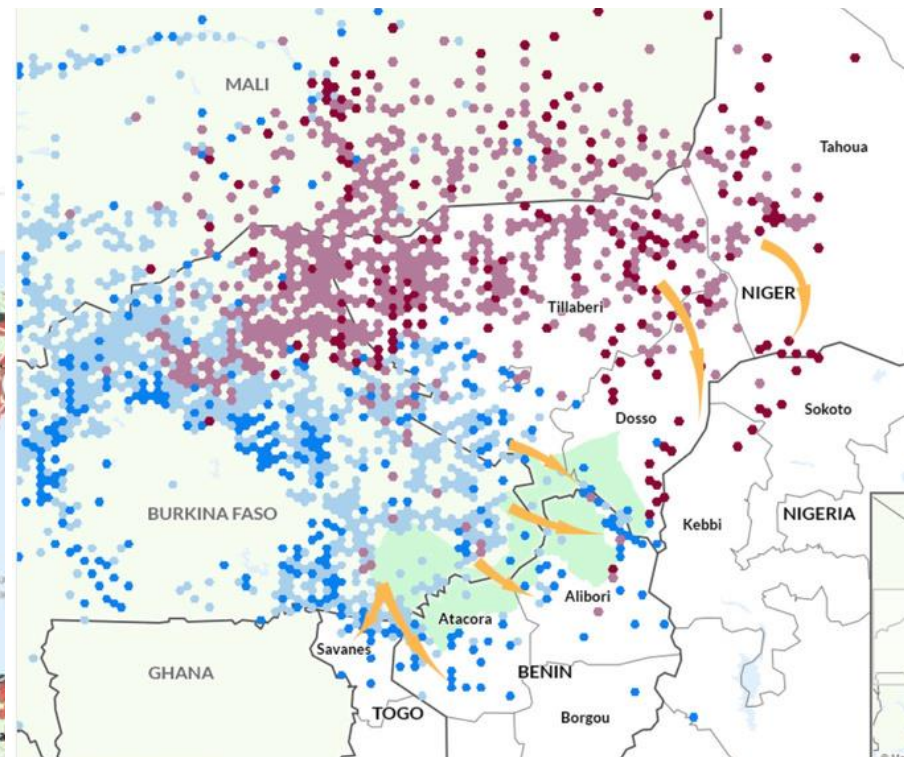 MALI
Tahoua
NIGER
Tillaberi
Sokoto
Dosso
BURKINA FASO
Kebbi
NIGERIA
Alibori
Atacora
Savanes
GHANA
BENIN
TOGO
Borgou